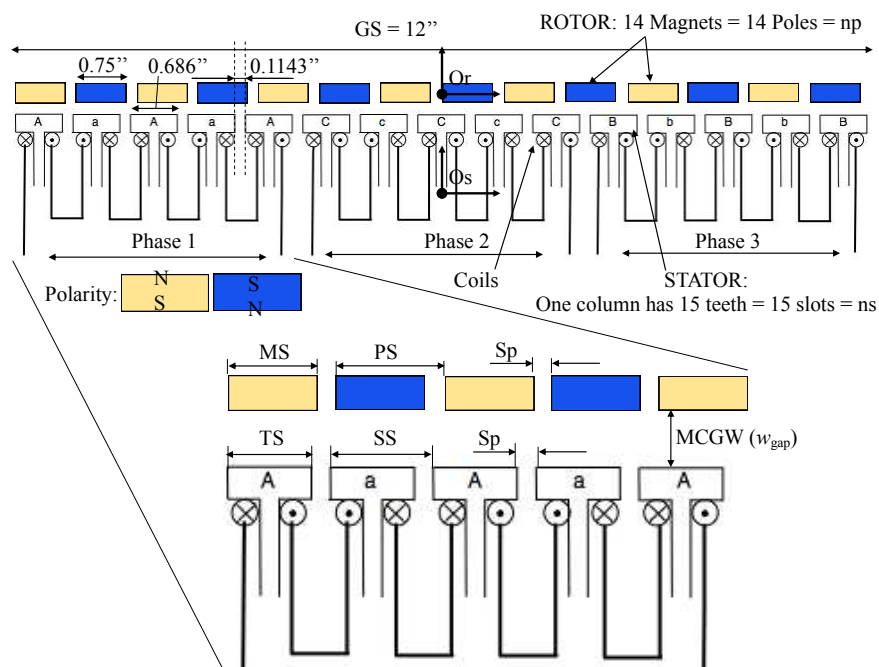 GS = 12’’
ROTOR: 14 Magnets = 14 Poles = np
0.75’’
0.686’’
0.1143’’
Or
A a A a A C c C c C B b B b B
Os
Phase 1
Phase 2
Phase 3
Coils
STATOR:
One column has 15 teeth = 15 slots = ns
Polarity:
N S
S N
MS
PS
Sp
MCGW (wgap)
TS
SS
Sp
A a A a A